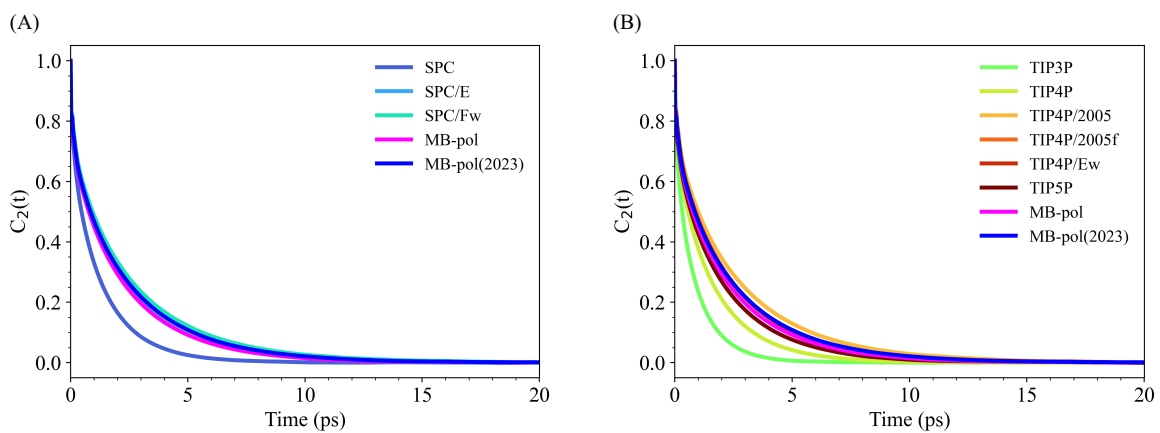 (A)
1.0
0.8
0.6
0.4
0.2
0.0
C₂(t)
0 5 10 15 20
Time (ps)
SPC
SPC/E
SPC/Fw
MB-pol
MB-pol(2023)
(B)
1.0
0.8
0.6
0.4
0.2
0.0
C₂(t)
0 5 10 15 20
Time (ps)
TIP3P
TIP4P
TIP4P/2005
TIP4P/2005f
TIP4P/Ew
TIP5P
MB-pol
MB-pol(2023)